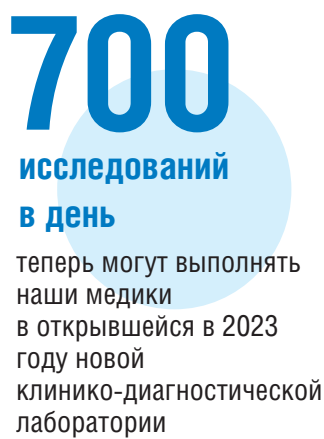 700
исследований
в день
теперь могут выполнять
наши медики
в открывшейся в 2023
году новой
клинико-диагностической
лаборатории